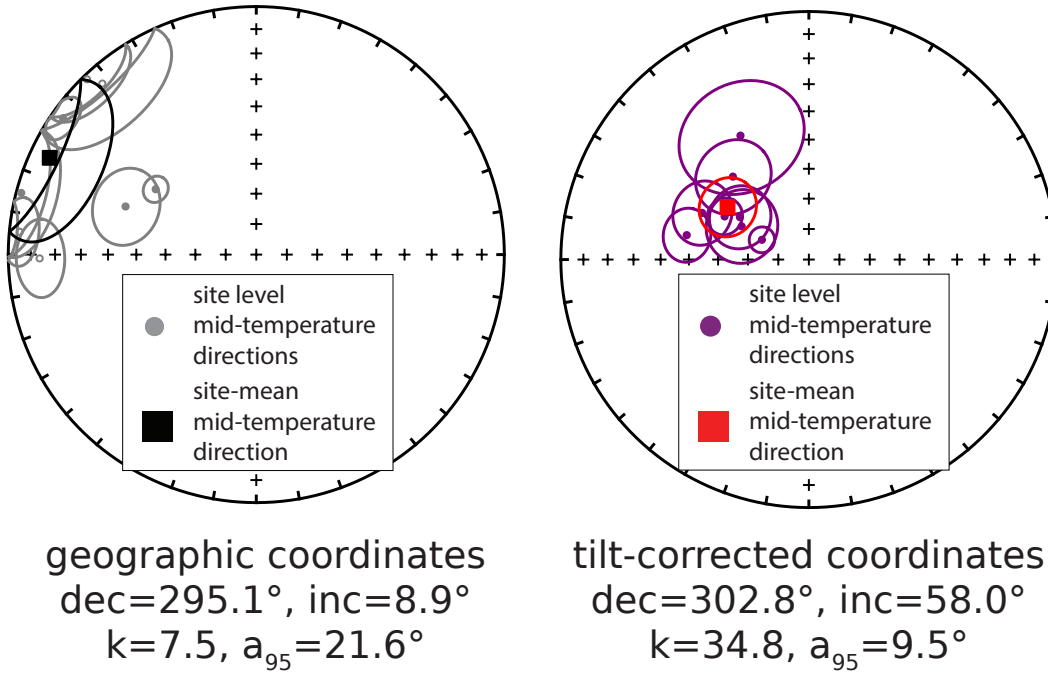 site level
mid-temperature
directions
site-mean
mid-temperature
direction
site level
mid-temperature
directions
site-mean
mid-temperature
direction
geographic coordinates
dec=295.1°, inc=8.9°
k=7.5, a95=21.6°
tilt-corrected coordinates
dec=302.8°, inc=58.0°
k=34.8, a95=9.5°